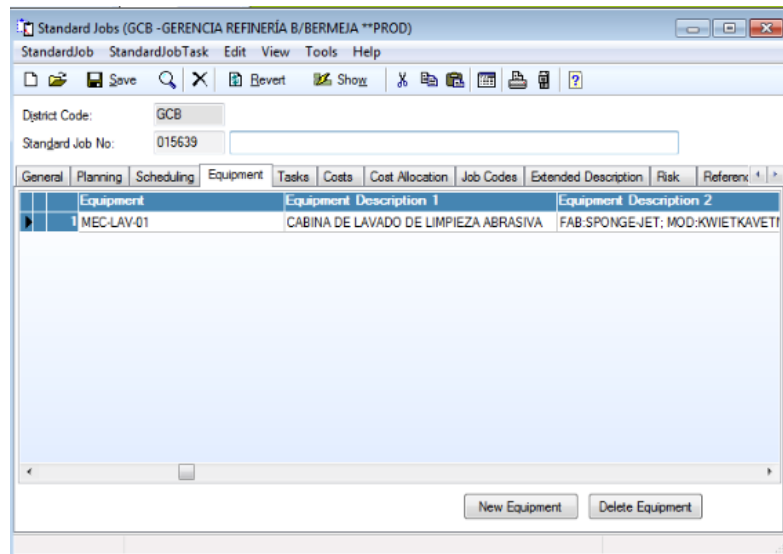 Standard Jobs (GCB -GERENCIA REFINERÍA B/BERMEJA **PROD)
StandardJob StandardJobTask Edit View Tools Help
Save Revert Show
District Code: GCB
Standard Job No: 015639
General Planning Scheduling Equipment Tasks Costs Cost Allocation Job Codes Extended Description Risk
Equipment Equipment Description 1 Equipment Description 2
1 MEC-LAV-01 CABINA DE LAVADO DE LIMPIEZA ABRASIVA FAB:SPONGE-JET; MOD:
New Equipment Delete Equipment